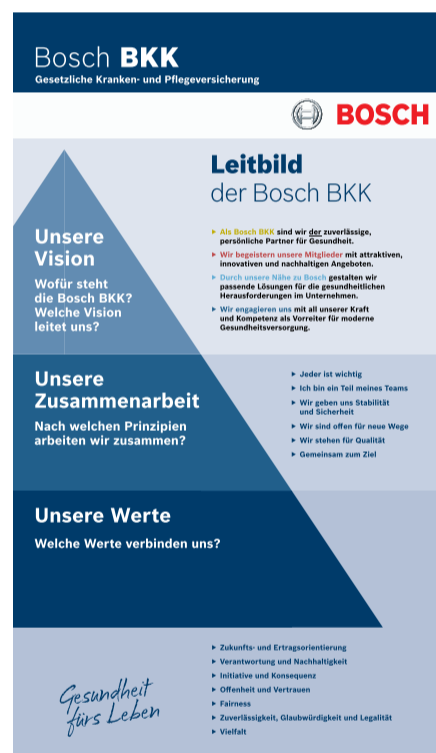 Bosch BKK
Gesetzliche Kranken- und Pflegeversicherung
BOSCH
Leitbild
der Bosch BKK
Unsere
Vision
Wofür steht
die Bosch BKK?
Welche Vision
leitet uns?
► Als Bosch BKK sind wir der zuverlässige,
persönliche Partner für Gesundheit.
► Wir begeistern unsere Mitglieder mit attraktiven,
innovativen und nachhaltigen Angeboten.
► Durch unsere Nähe zu Bosch gestalten wir
passende Lösungen für die gesundheitlichen
Herausforderungen im Unternehmen.
► Wir engagieren uns mit all unserer Kraft
und Kompetenz als Vorreiter für moderne
Gesundheitsversorgung.
Unsere
Zusammenarbeit
Nach welchen Prinzipien
arbeiten wir zusammen?
► Jeder ist wichtig
► Ich bin ein Teil meines Teams
► Wir geben uns Stabilität
und Sicherheit
► Wir sind offen für neue Wege
► Wir stehen für Qualität
► Gemeinsam zum Ziel
Unsere Werte
Welche Werte verbinden uns?
► Zukunfts- und Ertragsorientierung
► Verantwortung und Nachhaltigkeit
► Initiative und Konsequenz
► Offenheit und Vertrauen
► Fairness
► Zuverlässigkeit, Glaubwürdigkeit und Legalität
► Vielfalt
Gesundheit
fürs Leben